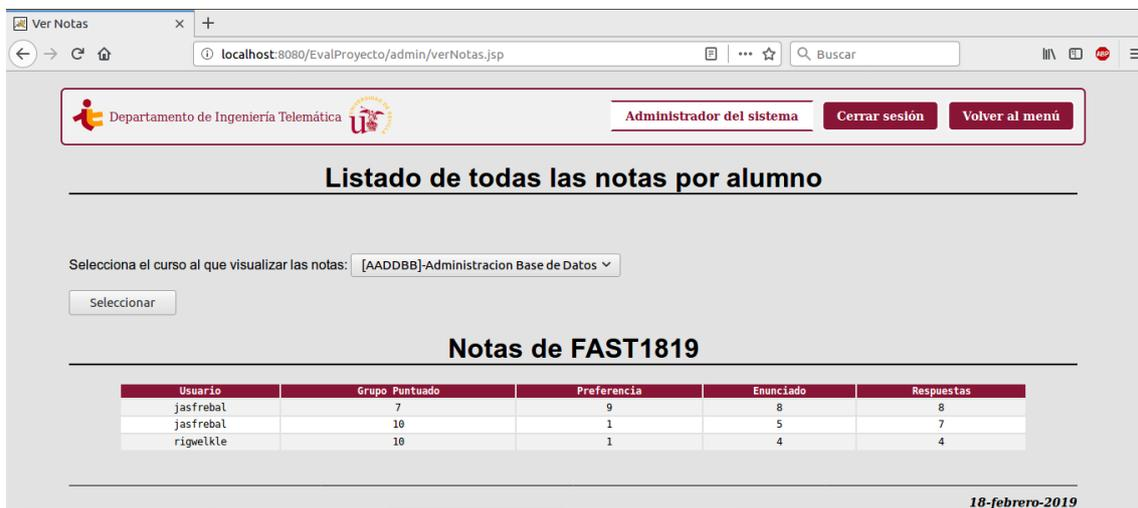 Ver Notas
localhost:8080/EvalProyecto/admin/verNotas.jsp
Buscar
ABP
Departamento de Ingeniería Telemática
Administrador del sistema
Cerrar sesión
Volver al menú
Listado de todas las notas por alumno
Selecciona el curso al que visualizar las notas: [AADDBB]-Administracion Base de Datos
Seleccionar
Notas de FAST1819
Usuario Grupo Puntuado Preferencia Enunciado Respuestas
jasfrebal 7 9 8 8
jasfrebal 10 1 5 7
rigwelkle 10 1 4 4
18-febrero-2019